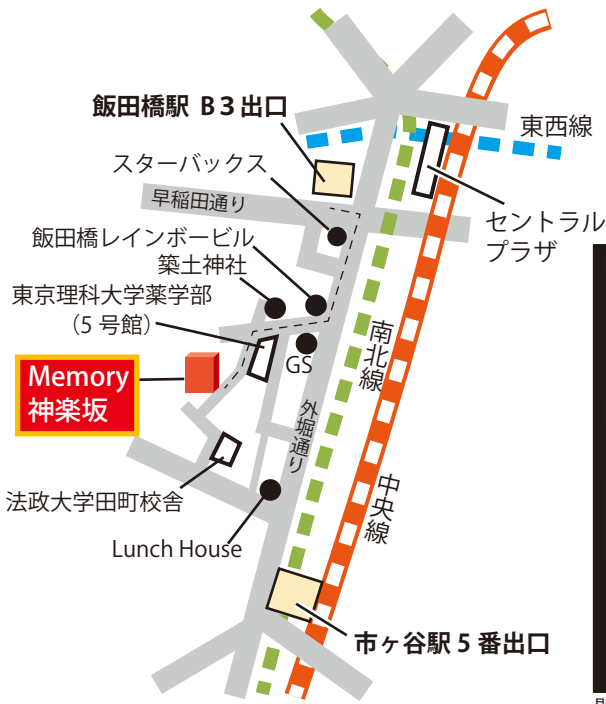 飯田橋駅 B3出口
東西線
スターバックス
早稲田通り
セントラル
プラザ
飯田橋レインボービル
築土神社
東京理科大学薬学部
（5号館）
GS
南北線
Memory
神楽坂
外堀通り
中央線
法政大学田町校舎
Lunch House
市ヶ谷駅5番出口